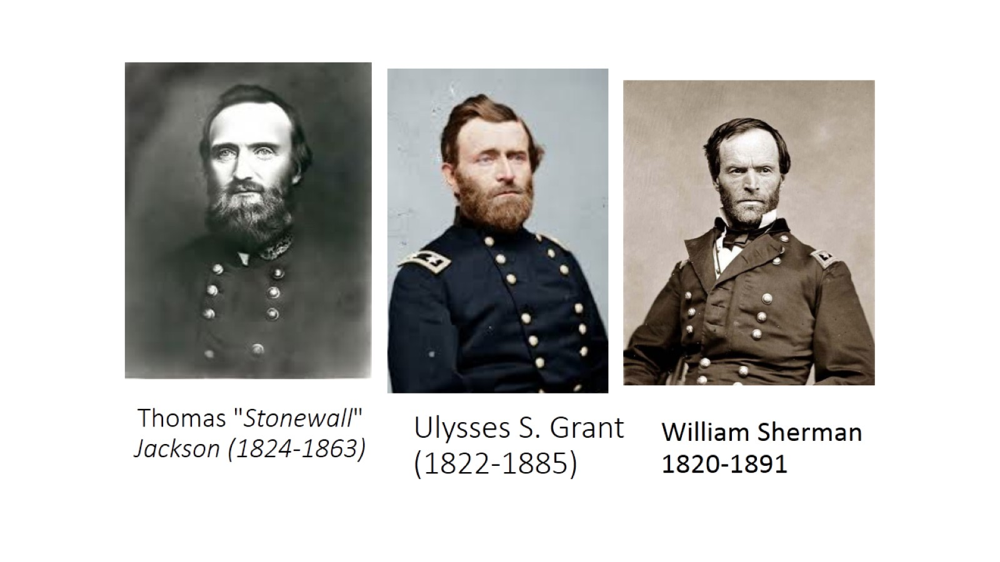 Thomas "Stonewall"
Jackson (1824-1863)
Ulysses S. Grant
(1822-1885)
William Sherman
1820-1891